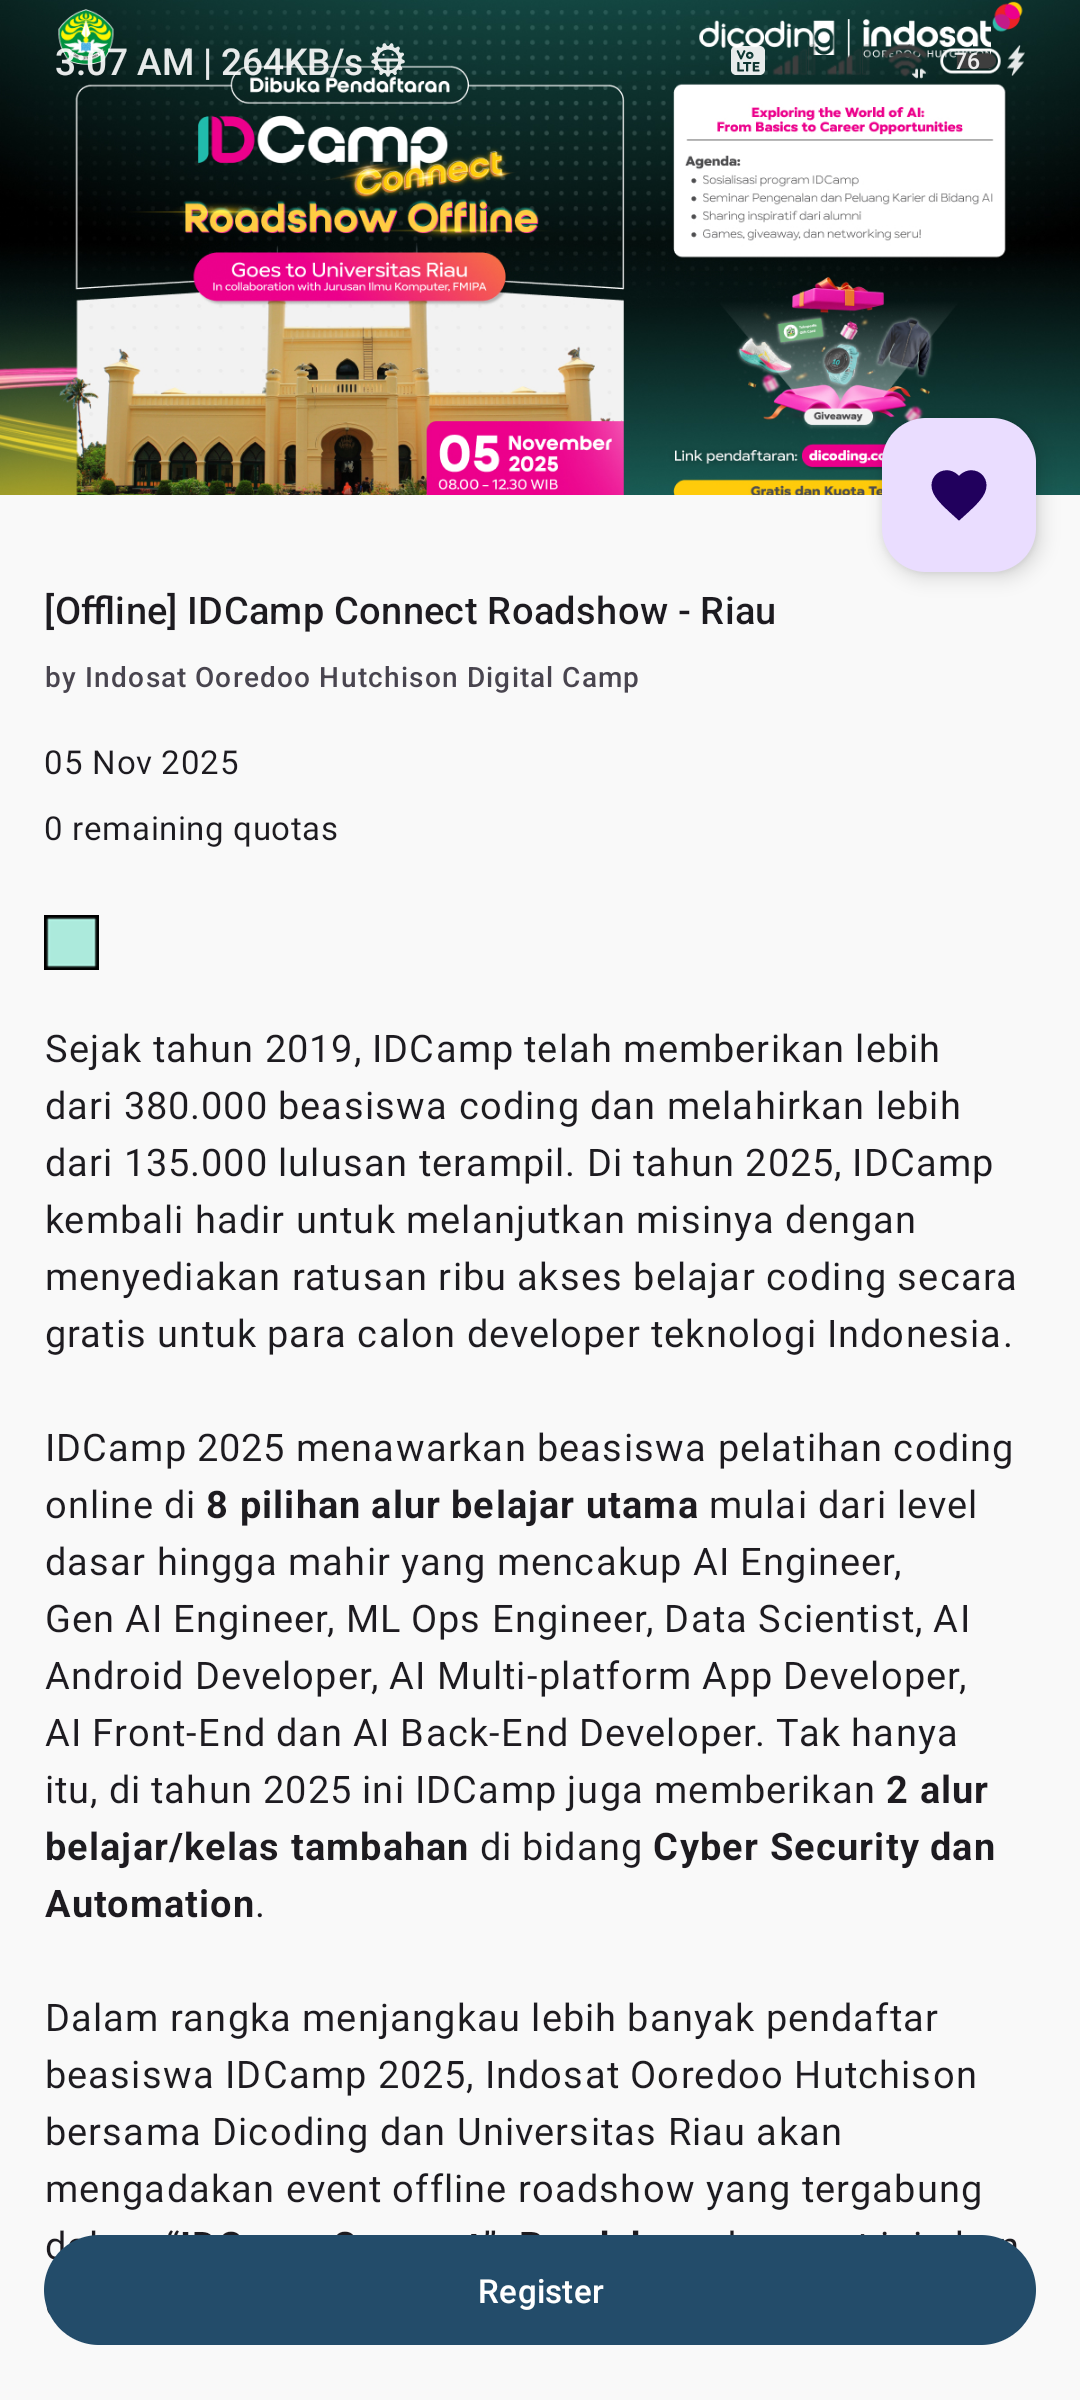 dicoding | indosat
3:07 AM | 264KB/s
Vo
LTE
76
Dibuka Pendaftaran
IDCamp
Connect
Roadshow Offline
Goes to Universitas Riau
In collaboration with Jurusan Ilmu Komputer, FMIPA
05 November
2025
08.00 – 12.30 WIB
Exploring the World of AI:
From Basics to Career Opportunities
Agenda:
• Sosialisasi program IDCamp
• Seminar Pengenalan dan Peluang Karier di Bidang AI
• Sharing inspiratif dari alumni
• Games, giveaway, dan networking seru!
Giveaway
Link pendaftaran: dicoding.co
Gratis dan Kuota Te
[Offline] IDCamp Connect Roadshow - Riau
by Indosat Ooredoo Hutchison Digital Camp
05 Nov 2025
0 remaining quotas
Sejak tahun 2019, IDCamp telah memberikan lebih
dari 380.000 beasiswa coding dan melahirkan lebih
dari 135.000 lulusan terampil. Di tahun 2025, IDCamp
kembali hadir untuk melanjutkan misinya dengan
menyediakan ratusan ribu akses belajar coding secara
gratis untuk para calon developer teknologi Indonesia.
IDCamp 2025 menawarkan beasiswa pelatihan coding
online di 8 pilihan alur belajar utama mulai dari level
dasar hingga mahir yang mencakup AI Engineer,
Gen AI Engineer, ML Ops Engineer, Data Scientist, AI
Android Developer, AI Multi-platform App Developer,
AI Front-End dan AI Back-End Developer. Tak hanya
itu, di tahun 2025 ini IDCamp juga memberikan 2 alur
belajar/kelas tambahan di bidang Cyber Security dan
Automation.
Dalam rangka menjangkau lebih banyak pendaftar
beasiswa IDCamp 2025, Indosat Ooredoo Hutchison
bersama Dicoding dan Universitas Riau akan
mengadakan event offline roadshow yang tergabung
Register